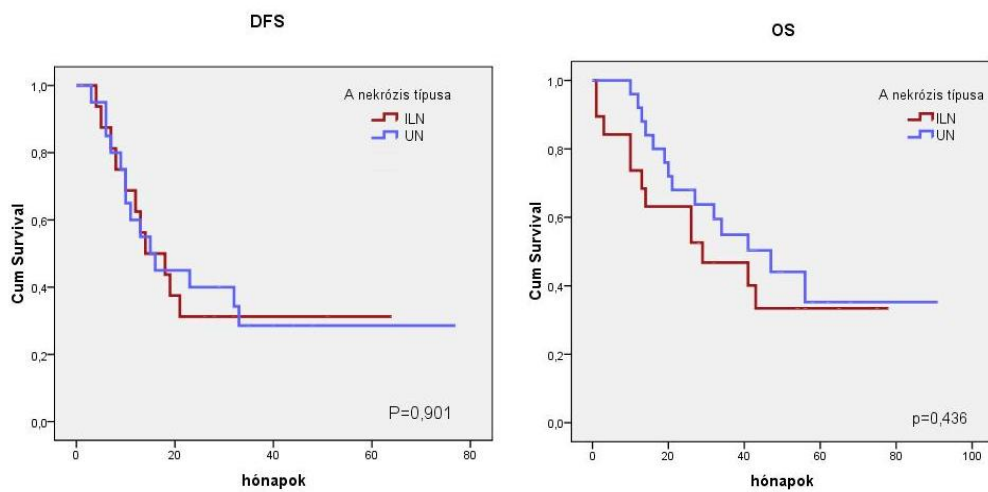 DFS
A nekrózis típusa
ILN
UN
Cum Survival
1,0
0,8
0,6
0,4
0,2
0,0
P=0,901
0
20
40
60
80
hónapok
OS
A nekrózis típusa
ILN
UN
Cum Survival
1,0
0,8
0,6
0,4
0,2
0,0
p=0,436
0
20
40
60
80
100
hónapok